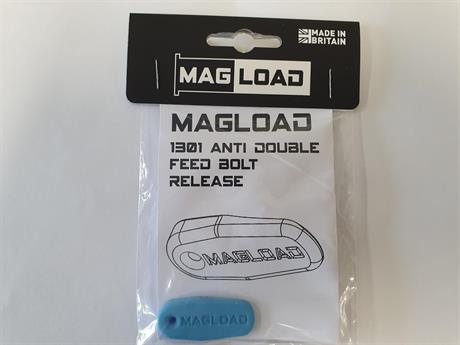 MADE IN
BRITAIN
MAGLOAD
MAGLOAD
1301 ANTI DOUBLE
FEED BOLT
RELEASE
MAGLOAD
MAGLOAD